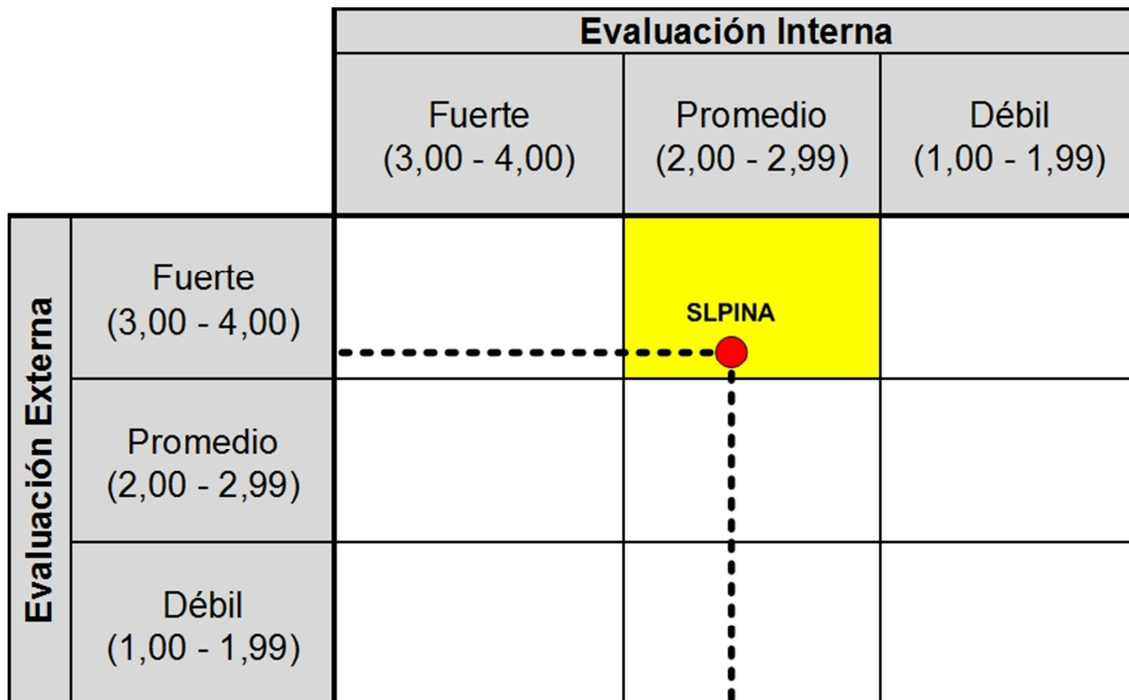 Evaluación Interna
Fuerte
(3,00 - 4,00)
Promedio
(2,00 - 2,99)
Débil
(1,00 - 1,99)
Evaluación Externa
Fuerte
(3,00 - 4,00)
SLPINA
Promedio
(2,00 - 2,99)
Débil
(1,00 - 1,99)